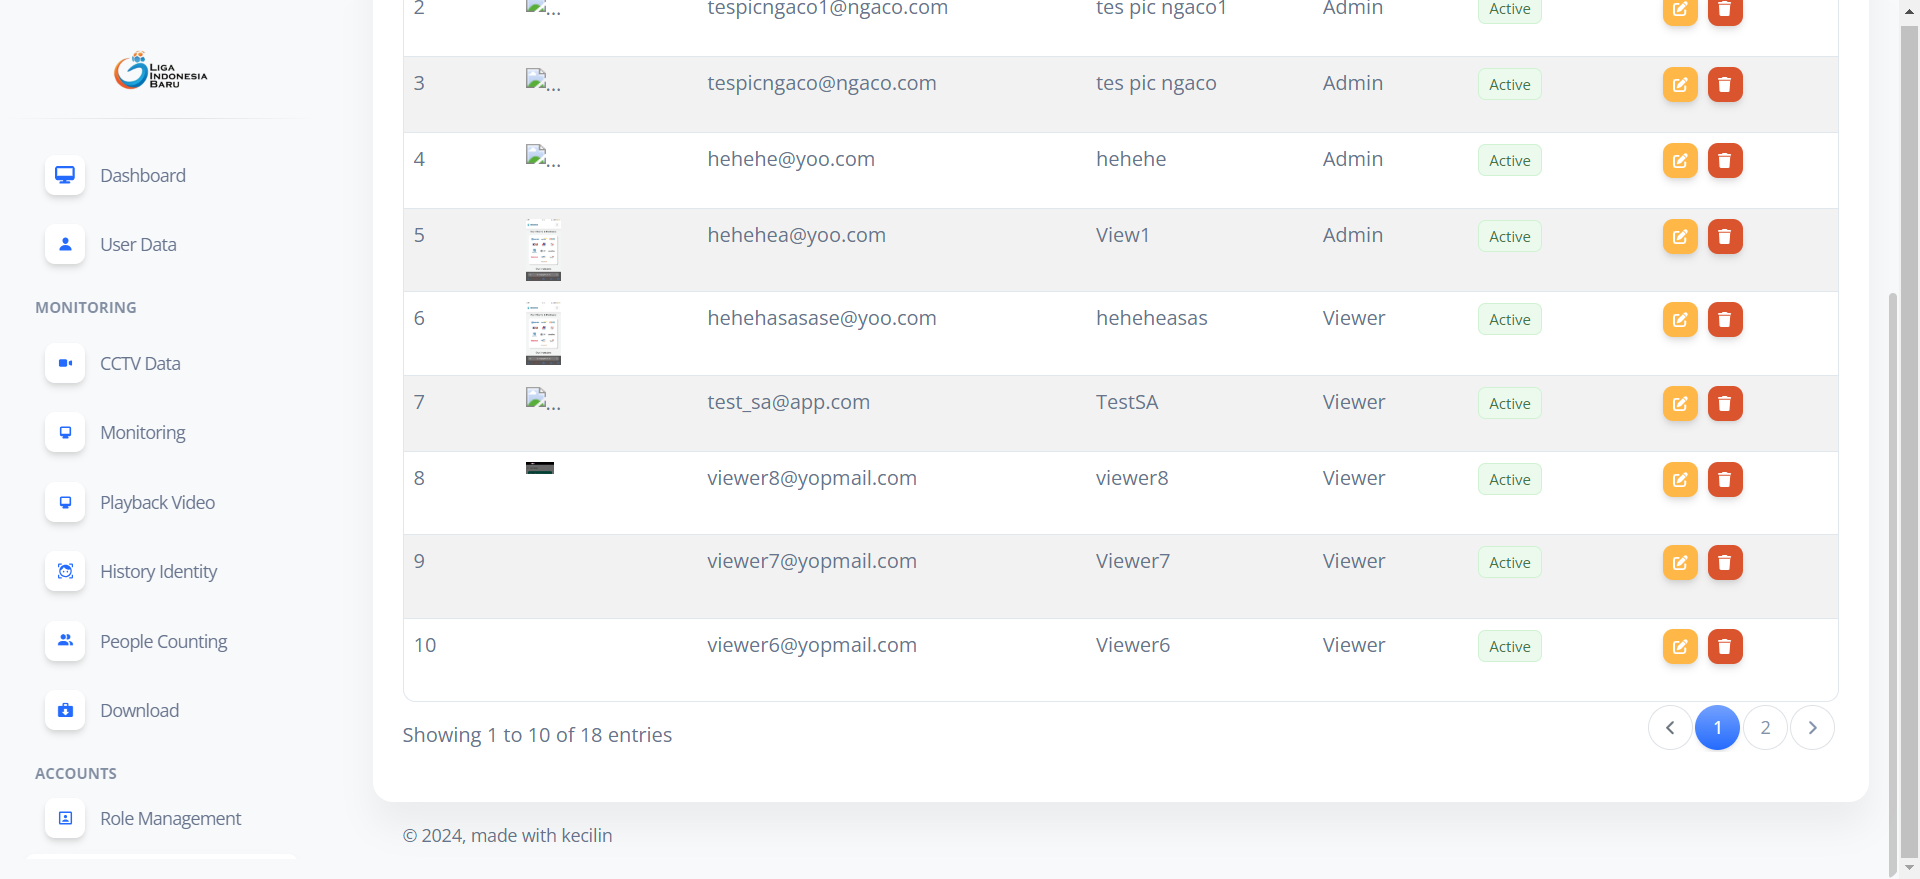 LIGA
INDONESIA
BARU
Dashboard
User Data
MONITORING
CCTV Data
Monitoring
Playback Video
History Identity
People Counting
Download
ACCOUNTS
Role Management
2 ... tespicngaco1@ngaco.com tes pic ngaco1 Admin Active
3 ... tespicngaco@ngaco.com tes pic ngaco Admin Active
4 ... hehehe@yoo.com hehehe Admin Active
5 hehehea@yoo.com View1 Admin Active
6 hehehasasase@yoo.com heheheasas Viewer Active
7 ... test_sa@app.com TestSA Viewer Active
8 viewer8@yopmail.com viewer8 Viewer Active
9 viewer7@yopmail.com Viewer7 Viewer Active
10 viewer6@yopmail.com Viewer6 Viewer Active
Showing 1 to 10 of 18 entries
1 2
© 2024, made with kecilin